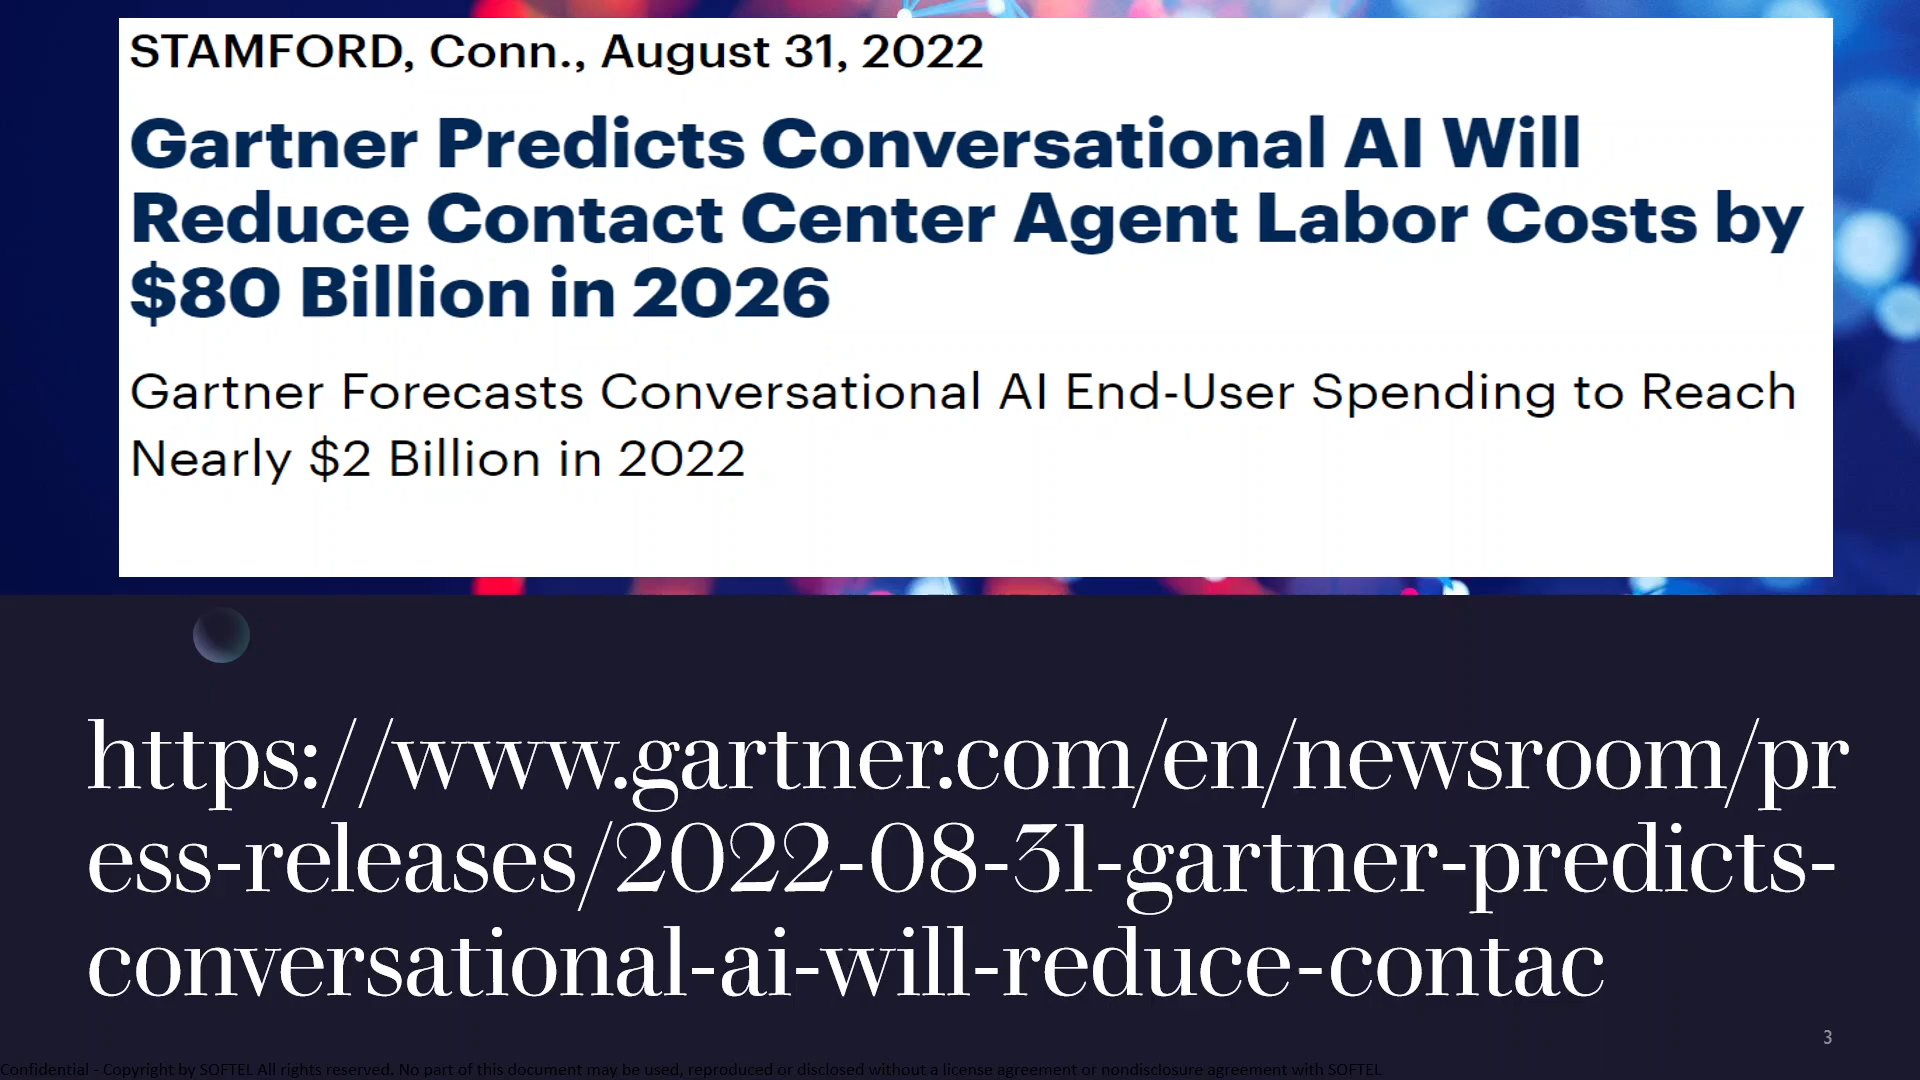 STAMFORD, Conn., August 31, 2022
Gartner Predicts Conversational AI Will
Reduce Contact Center Agent Labor Costs by
$80 Billion in 2026
Gartner Forecasts Conversational AI End-User Spending to Reach
Nearly $2 Billion in 2022
https://www.gartner.com/en/newsroom/pr
ess-releases/2022-08-31-gartner-predicts-
conversational-ai-will-reduce-contac
3
Confidential - Copyright by SOFTEL All rights reserved. No part of this document may be used, reproduced or disclosed without a license agreement or nondisclosure agreement with SOFTEL